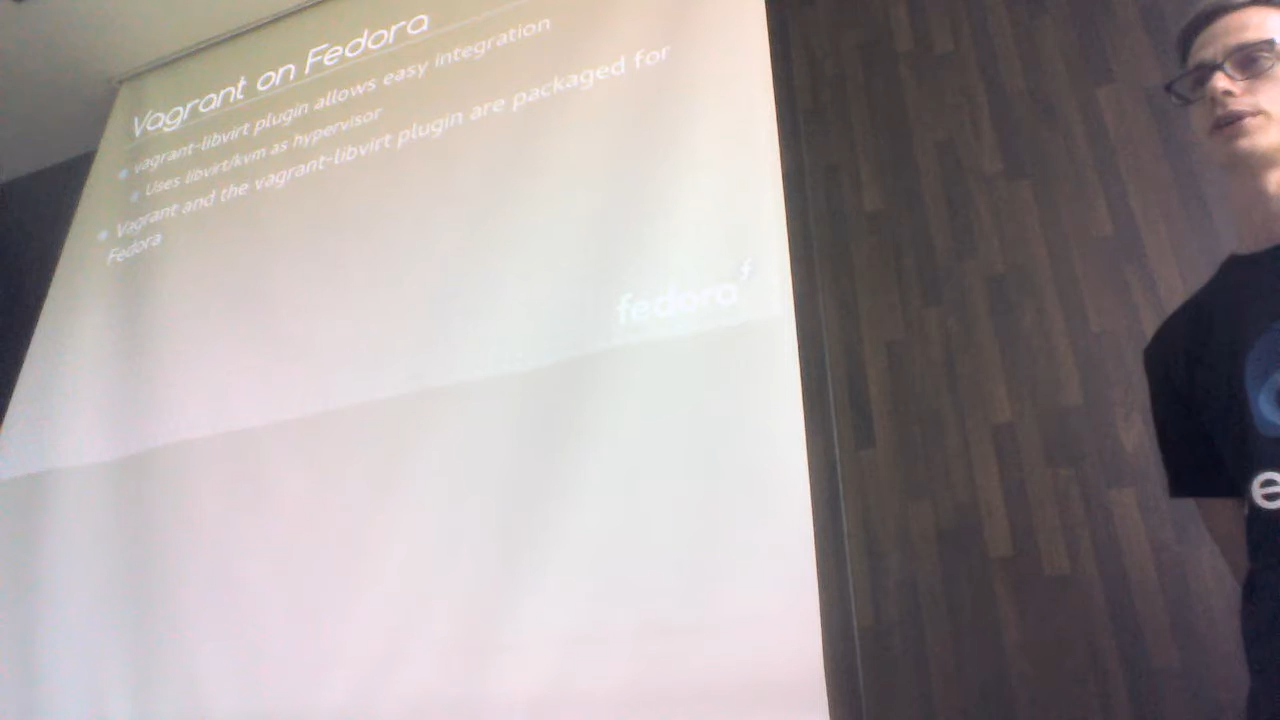 Vagrant on Fedora
vagrant-libvirt plugin allows easy integration
Uses libvirt/kvm as hypervisor
Vagrant and the vagrant-libvirt plugin are packaged for
Fedora
fedora
e